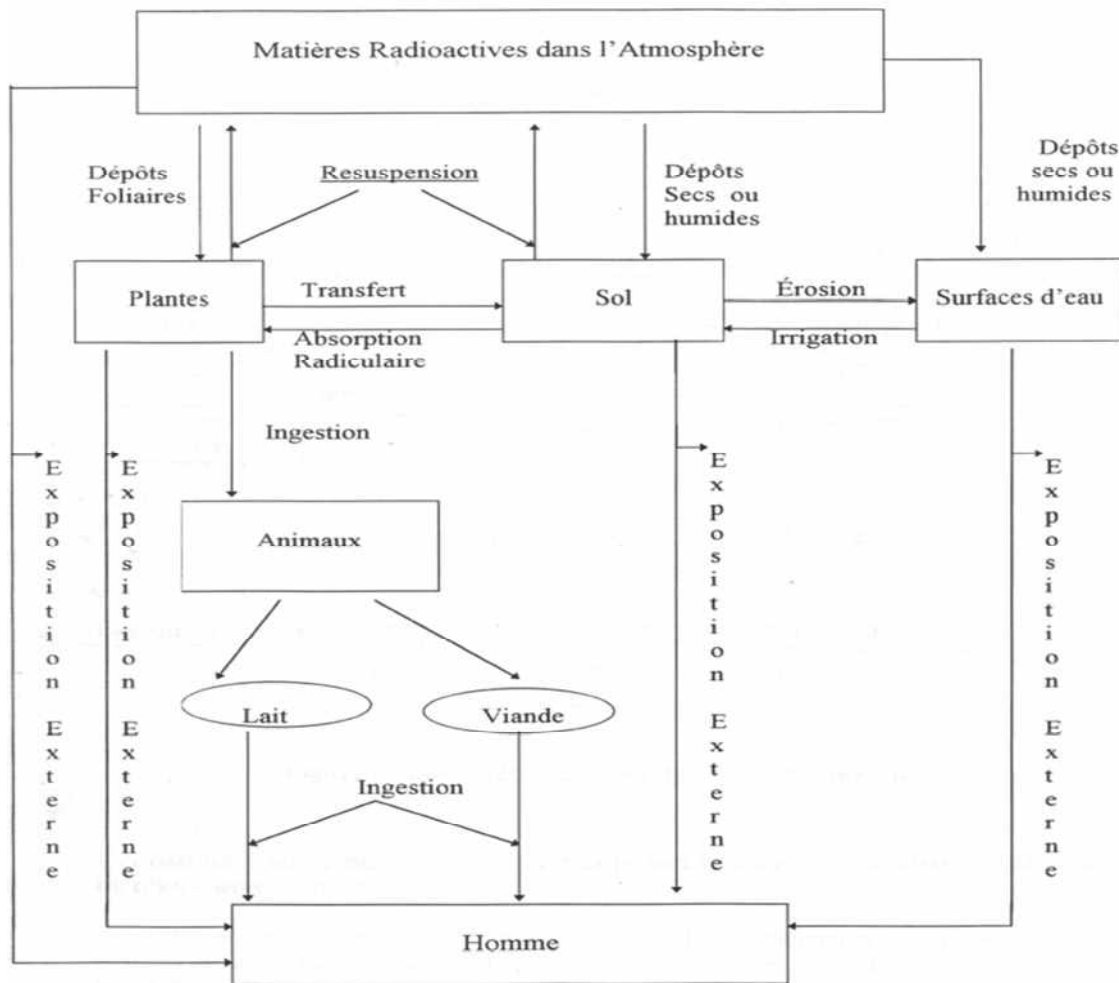 Matières Radioactives dans l'Atmosphère
Dépôts
Foliaires
Resuspension
Dépôts
Secs ou
humides
Dépôts
secs ou
humides
Plantes
Transfert
Absorption
Radiculaire
Sol
Érosion
Irrigation
Surfaces d'eau
Ingestion
Exposition Externe
Exposition Externe
Exposition Externe
Exposition Externe
Animaux
Lait
Viande
Ingestion
Homme